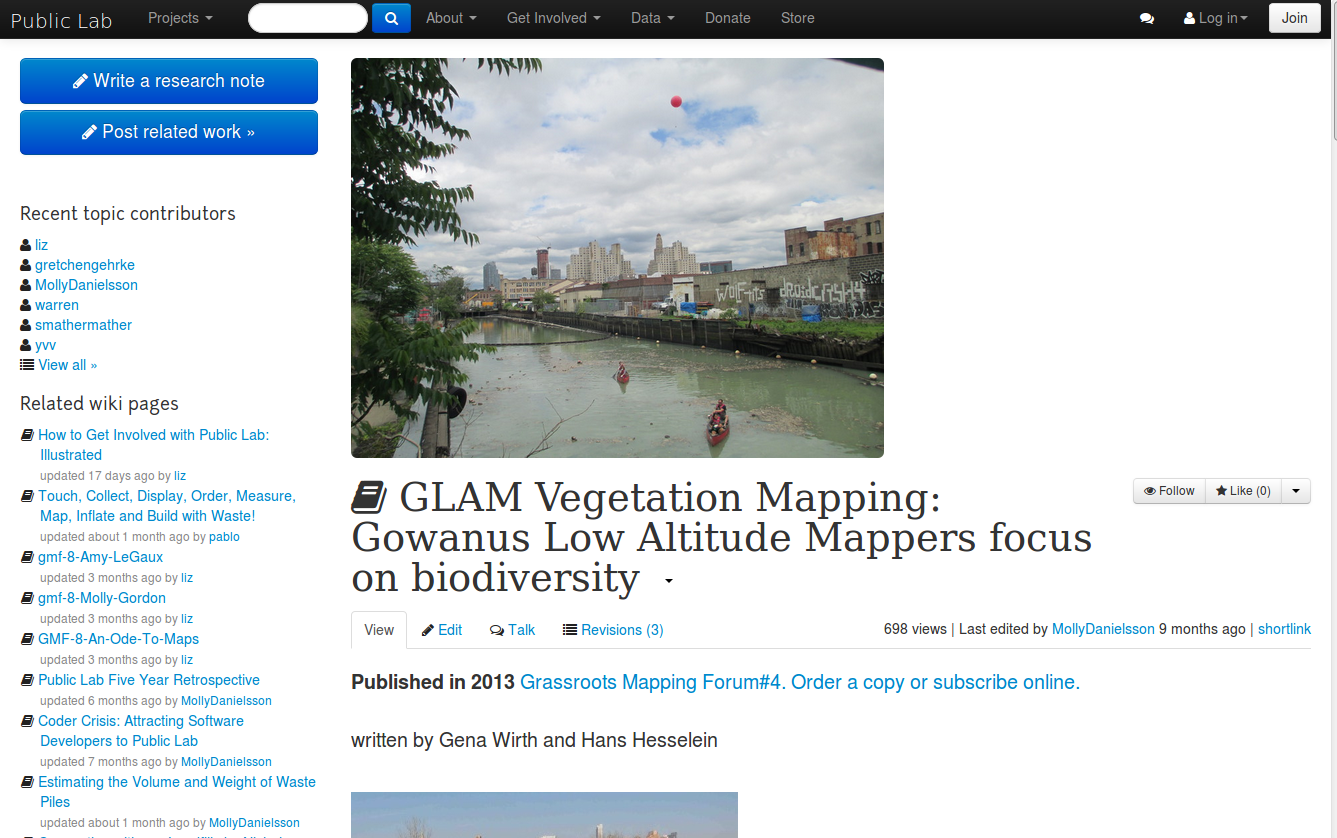 Public Lab Projects About Get Involved Data Donate Store Log in Join
Write a research note
Post related work »
Recent topic contributors
liz
gretchengehrke
MollyDanielsson
warren
smathermather
yvv
View all »
Related wiki pages
How to Get Involved with Public Lab:
Illustrated
updated 17 days ago by liz
Touch, Collect, Display, Order, Measure,
Map, Inflate and Build with Waste!
updated about 1 month ago by pablo
gmf-8-Amy-LeGaux
updated 3 months ago by liz
gmf-8-Molly-Gordon
updated 3 months ago by liz
GMF-8-An-Ode-To-Maps
updated 3 months ago by liz
Public Lab Five Year Retrospective
updated 6 months ago by MollyDanielsson
Coder Crisis: Attracting Software
Developers to Public Lab
updated 7 months ago by MollyDanielsson
Estimating the Volume and Weight of Waste
Piles
updated about 1 month ago by MollyDanielsson
GLAM Vegetation Mapping:
Gowanus Low Altitude Mappers focus
on biodiversity
Follow Like (0)
View Edit Talk Revisions (3)
698 views | Last edited by MollyDanielsson 9 months ago | shortlink
Published in 2013 Grassroots Mapping Forum#4. Order a copy or subscribe online.
written by Gena Wirth and Hans Hesselein